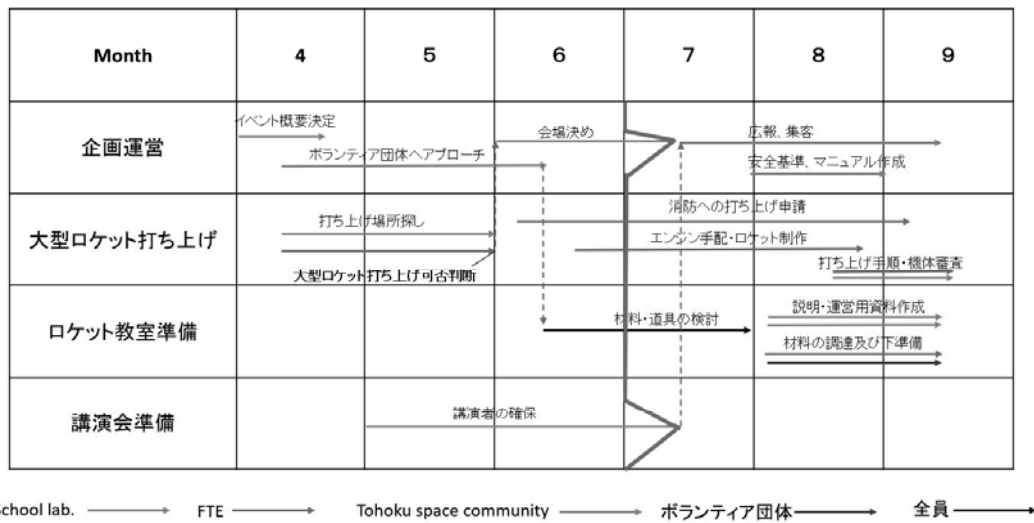 Month 4 5 6 7 8 9
企画運営
イベント概要決定
ボランティア団体へアプローチ
会場決め
広報、集客
安全基準、マニュアル作成
大型ロケット打ち上げ
打ち上げ場所探し
大型ロケット打ち上げ可否判断
消防への打ち上げ申請
エンジン手配・ロケット制作
打ち上げ手順・機体審査
ロケット教室準備
材料・道具の検討
説明・運営用資料作成
材料の調達及び下準備
講演会準備
講演者の確保
School lab. FTE Tohoku space community ボランティア団体 全員